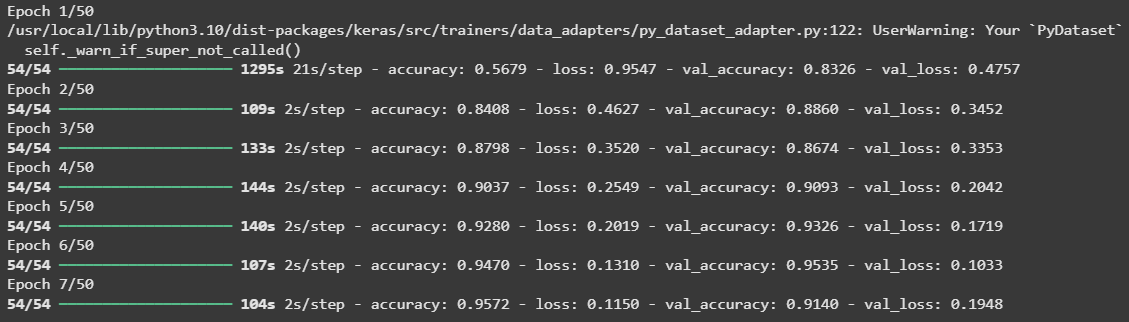 Epoch 1/50
/usr/local/lib/python3.10/dist-packages/keras/src/trainers/data_adapters/py_dataset_adapter.py:122: UserWarning: Your `PyDataset`
  self._warn_if_super_not_called()
54/54 ━━━━━━━━━━━━━━━━━━━━ 1295s 21s/step - accuracy: 0.5679 - loss: 0.9547 - val_accuracy: 0.8326 - val_loss: 0.4757
Epoch 2/50
54/54 ━━━━━━━━━━━━━━━━━━━━ 109s 2s/step - accuracy: 0.8408 - loss: 0.4627 - val_accuracy: 0.8860 - val_loss: 0.3452
Epoch 3/50
54/54 ━━━━━━━━━━━━━━━━━━━━ 133s 2s/step - accuracy: 0.8798 - loss: 0.3520 - val_accuracy: 0.8674 - val_loss: 0.3353
Epoch 4/50
54/54 ━━━━━━━━━━━━━━━━━━━━ 144s 2s/step - accuracy: 0.9037 - loss: 0.2549 - val_accuracy: 0.9093 - val_loss: 0.2042
Epoch 5/50
54/54 ━━━━━━━━━━━━━━━━━━━━ 140s 2s/step - accuracy: 0.9280 - loss: 0.2019 - val_accuracy: 0.9326 - val_loss: 0.1719
Epoch 6/50
54/54 ━━━━━━━━━━━━━━━━━━━━ 107s 2s/step - accuracy: 0.9470 - loss: 0.1310 - val_accuracy: 0.9535 - val_loss: 0.1033
Epoch 7/50
54/54 ━━━━━━━━━━━━━━━━━━━━ 104s 2s/step - accuracy: 0.9572 - loss: 0.1150 - val_accuracy: 0.9140 - val_loss: 0.1948